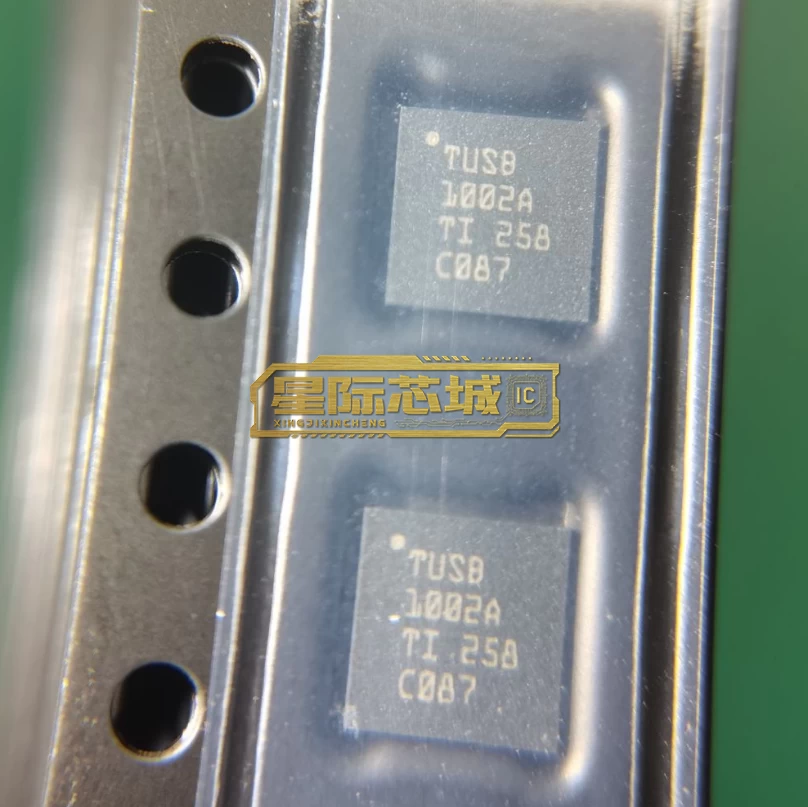 TUSB
1002A
TI 258
C087
星际芯城
IC
XINGJIXINCHENG
TUSB
1002A
TI 258
C087